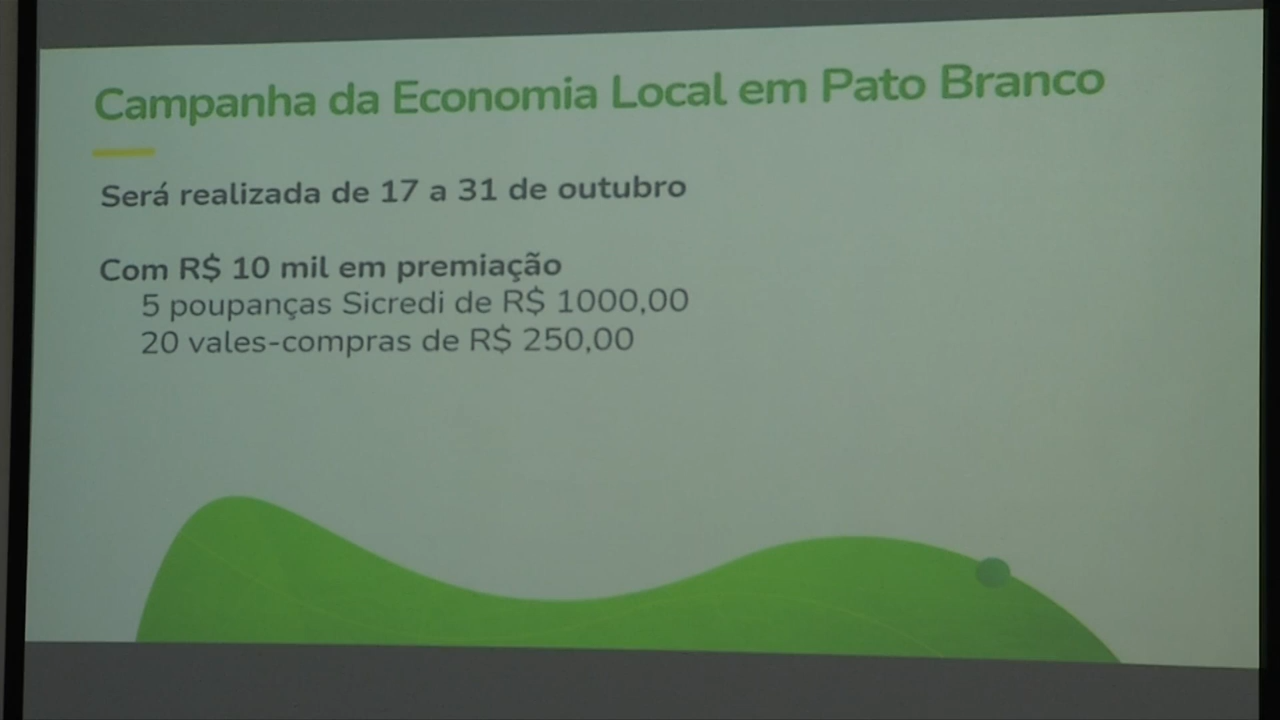 Campanha da Economia Local em Pato Branco
Será realizada de 17 a 31 de outubro
Com R$ 10 mil em premiação
5 poupanças Sicredi de R$ 1000,00
20 vales-compras de R$ 250,00